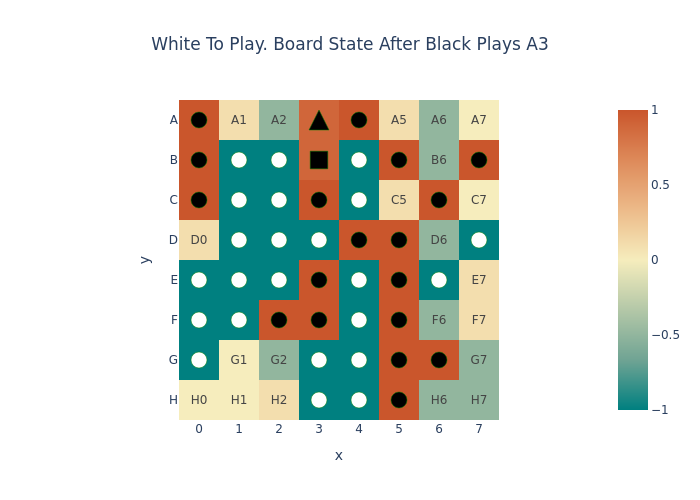 White To Play. Board State After Black Plays A3
A A1 A2 A5 A6 A7 1
B B6
C C5 C7 0.5
D D0 D6
y 0
E E7
F F6 F7 −0.5
G G1 G2 G7
H H0 H1 H2 H6 H7 −1
0 1 2 3 4 5 6 7
x